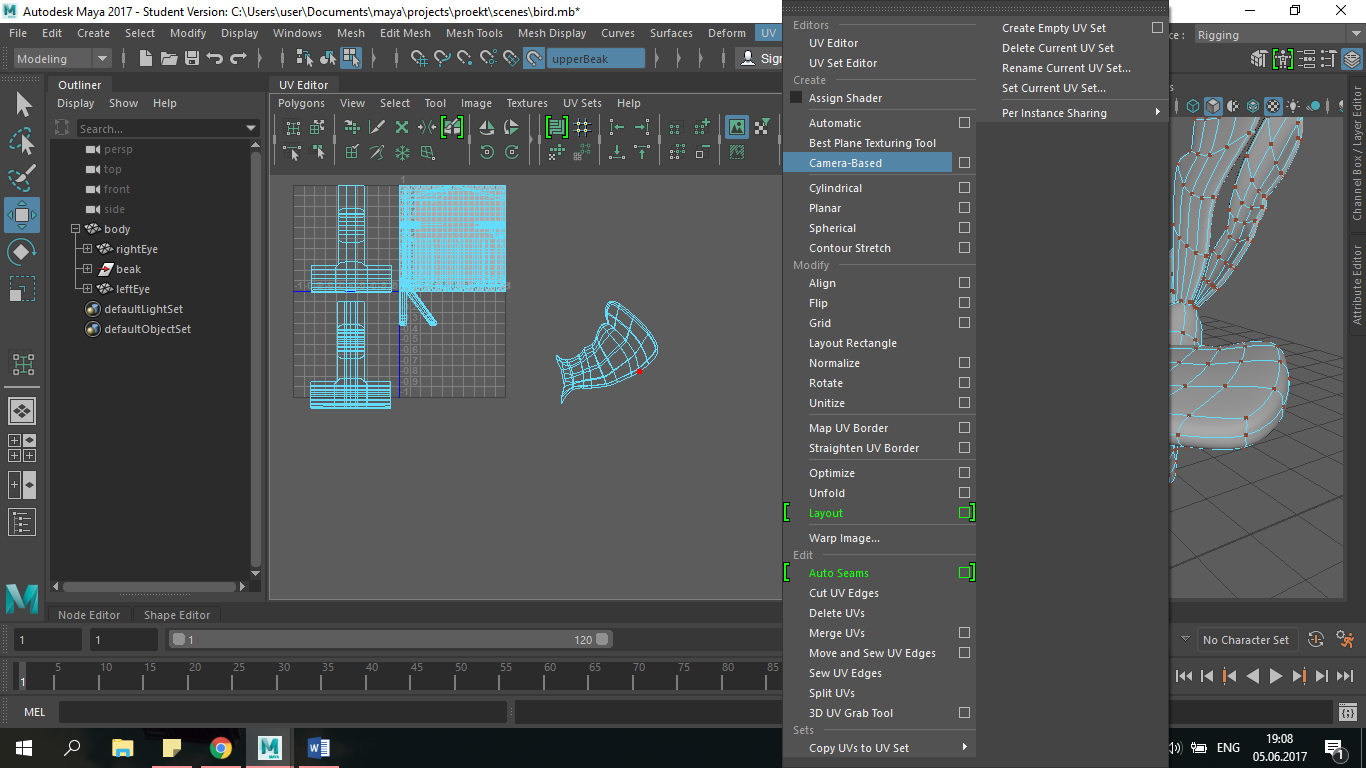 Autodesk Maya 2017 - Student Version: C:\Users\user\Documents\maya\projects\proekt\scenes\bird.mb*
File Edit Create Select Modify Display Windows Mesh Edit Mesh Mesh Tools Mesh Display Curves Surfaces Deform UV
Rigging
Modeling
upperBeak
Sign
Outliner
Display Show Help
Search...
persp
top
front
side
body
rightEye
beak
leftEye
defaultLightSet
defaultObjectSet
UV Editor
Polygons View Select Tool Image Textures UV Sets Help
Editors
UV Editor
UV Set Editor
Create
Assign Shader
Automatic
Best Plane Texturing Tool
Camera-Based
Cylindrical
Planar
Spherical
Contour Stretch
Modify
Align
Flip
Grid
Layout Rectangle
Normalize
Rotate
Unitize
Map UV Border
Straighten UV Border
Optimize
Unfold
Layout
Warp Image...
Edit
Auto Seams
Cut UV Edges
Delete UVs
Merge UVs
Move and Sew UV Edges
Sew UV Edges
Split UVs
3D UV Grab Tool
Sets
Copy UVs to UV Set
Create Empty UV Set
Delete Current UV Set
Rename Current UV Set...
Set Current UV Set...
Per Instance Sharing
Channel Box / Layer Editor
Attribute Editor
Node Editor Shape Editor
1 1 1 120
No Character Set
5 10 15 20 25 30 35 40 45 50 55 60 65 70 75 80 85
1
MEL
ENG
19:08
05.06.2017
1